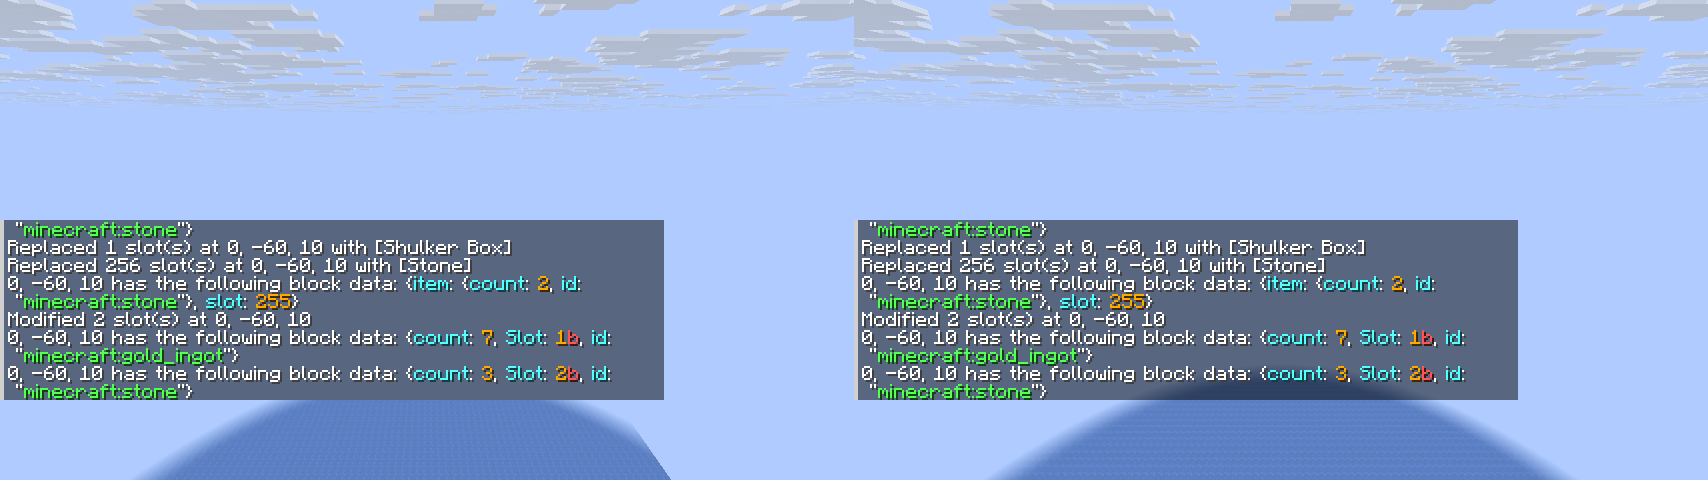 "minecraft:stone"}
Replaced 1 slot(s) at 0, -60, 10 with [Shulker Box]
Replaced 256 slot(s) at 0, -60, 10 with [Stone]
0, -60, 10 has the following block data: {item: {count: 2, id:
"minecraft:stone"}, slot: 255}
Modified 2 slot(s) at 0, -60, 10
0, -60, 10 has the following block data: {count: 7, Slot: 1b, id:
"minecraft:gold_ingot"}
0, -60, 10 has the following block data: {count: 3, Slot: 2b, id:
"minecraft:stone"}
"minecraft:stone"}
Replaced 1 slot(s) at 0, -60, 10 with [Shulker Box]
Replaced 256 slot(s) at 0, -60, 10 with [Stone]
0, -60, 10 has the following block data: {item: {count: 2, id:
"minecraft:stone"}, slot: 255}
Modified 2 slot(s) at 0, -60, 10
0, -60, 10 has the following block data: {count: 7, Slot: 1b, id:
"minecraft:gold_ingot"}
0, -60, 10 has the following block data: {count: 3, Slot: 2b, id:
"minecraft:stone"}